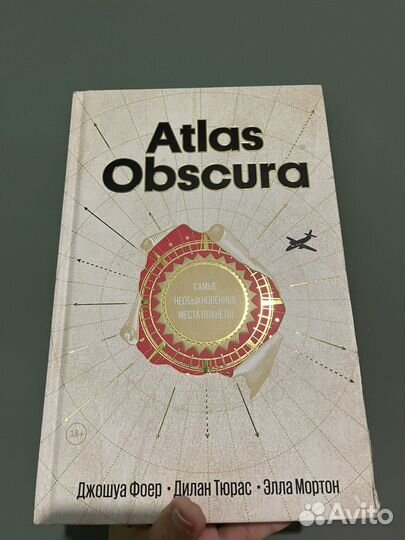 Atlas
Obscura
САМЫЕ
НЕОБЫКНОВЕННЫЕ
МЕСТА ПЛАНЕТЫ
18+
Джошуа Фоер • Дилан Тюрас • Элла Мортон
Avito